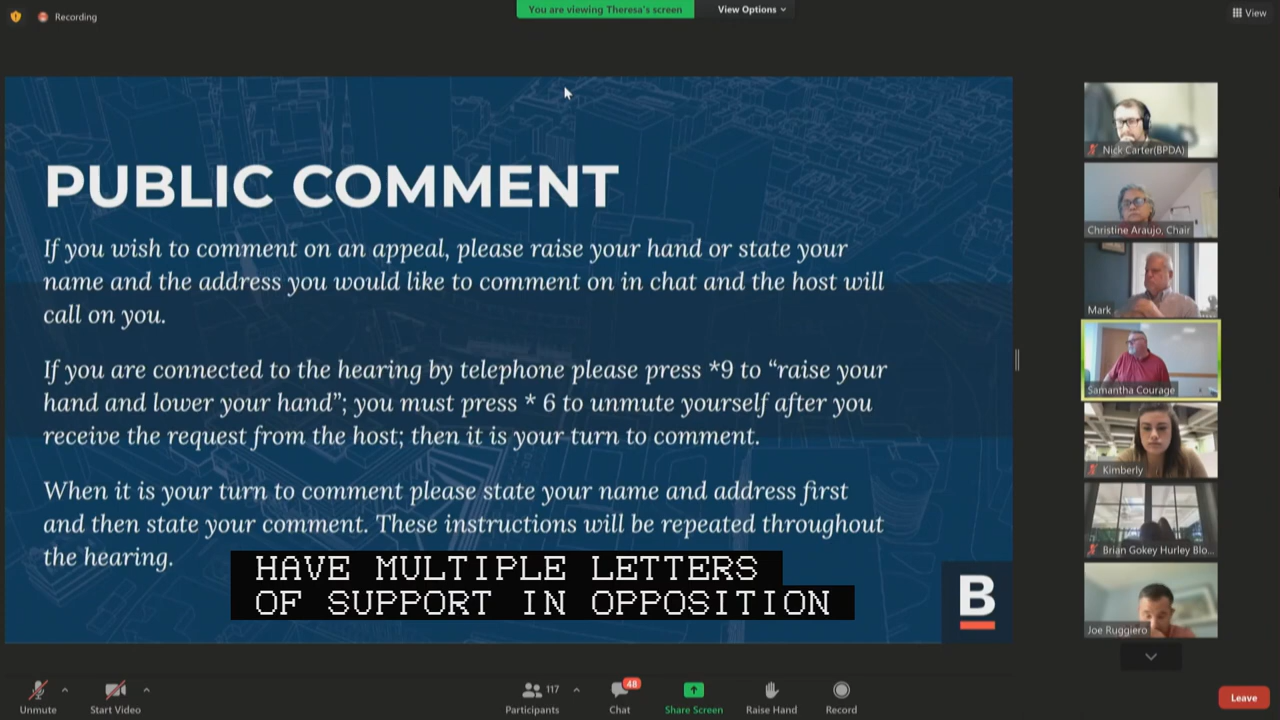 Recording
You are viewing Theresa's screen
View Options
View
PUBLIC COMMENT
If you wish to comment on an appeal, please raise your hand or state your
name and the address you would like to comment on in chat and the host will
call on you.
If you are connected to the hearing by telephone please press *9 to “raise your
hand and lower your hand”; you must press * 6 to unmute yourself after you
receive the request from the host; then it is your turn to comment.
When it is your turn to comment please state your name and address first
and then state your comment. These instructions will be repeated throughout
the hearing.
HAVE MULTIPLE LETTERS
OF SUPPORT IN OPPOSITION
B
Nick Carter(BPDA)
Christine Araujo, Chair
Mark
Samantha Courage
Kimberly
Brian Gokey Hurley Blo...
Joe Ruggiero
Unmute
Start Video
117
Participants
48
Chat
Share Screen
Raise Hand
Record
Leave